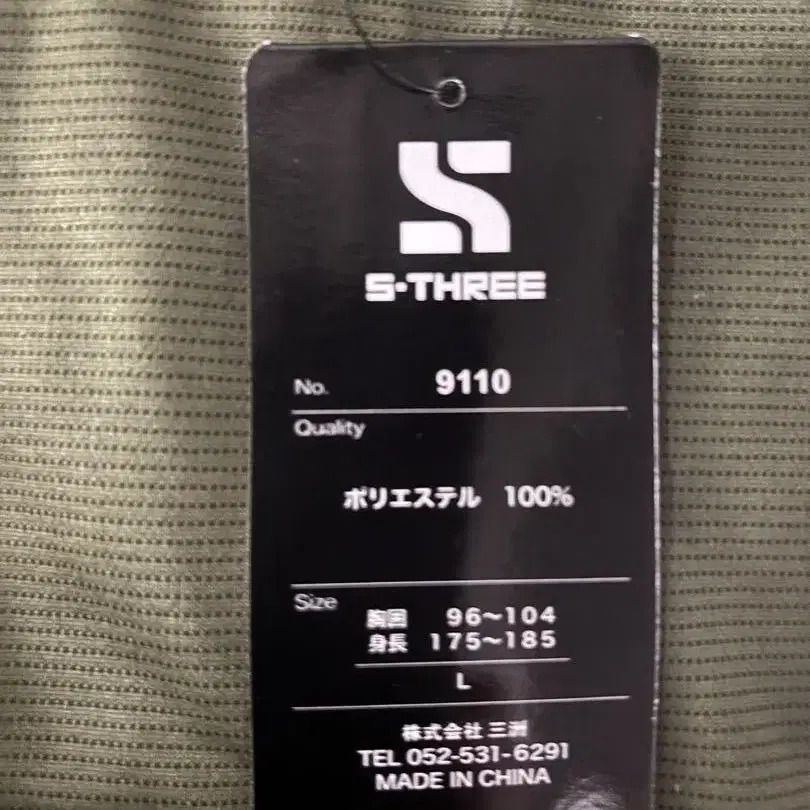 S·THREE
No. 9110
Quality
ポリエステル 100%
Size
胸囲 96～104
身長 175～185
L
株式会社 三洲
TEL 052-531-6291
MADE IN CHINA